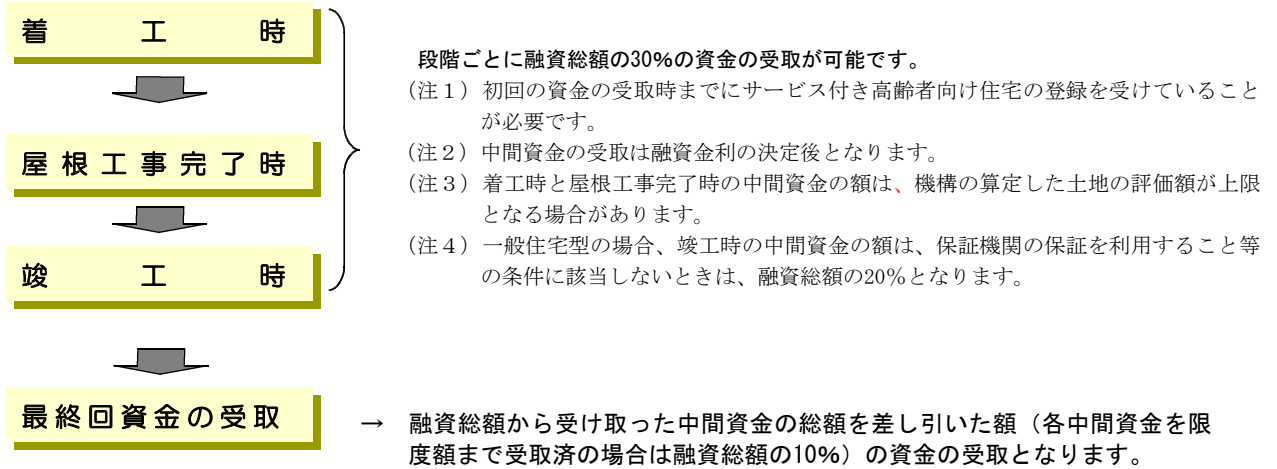 着工時
段階ごとに融資総額の30%の資金の受取が可能です。
(注1)初回の資金の受取時までにサービス付き高齢者向け住宅の登録を受けていること
が必要です。
屋根工事完了時
(注2)中間資金の受取は融資金利の決定後となります。
(注3)着工時と屋根工事完了時の中間資金の額は、機構の算定した土地の評価額が上限
となる場合があります。
(注4)一般住宅型の場合、竣工時の中間資金の額は、保証機関の保証を利用すること等
の条件に該当しないときは、融資総額の20%となります。
竣工時
最終回資金の受取
→ 融資総額から受け取った中間資金の総額を差し引いた額(各中間資金を限
度額まで受取済の場合は融資総額の10%)の資金の受取となります。